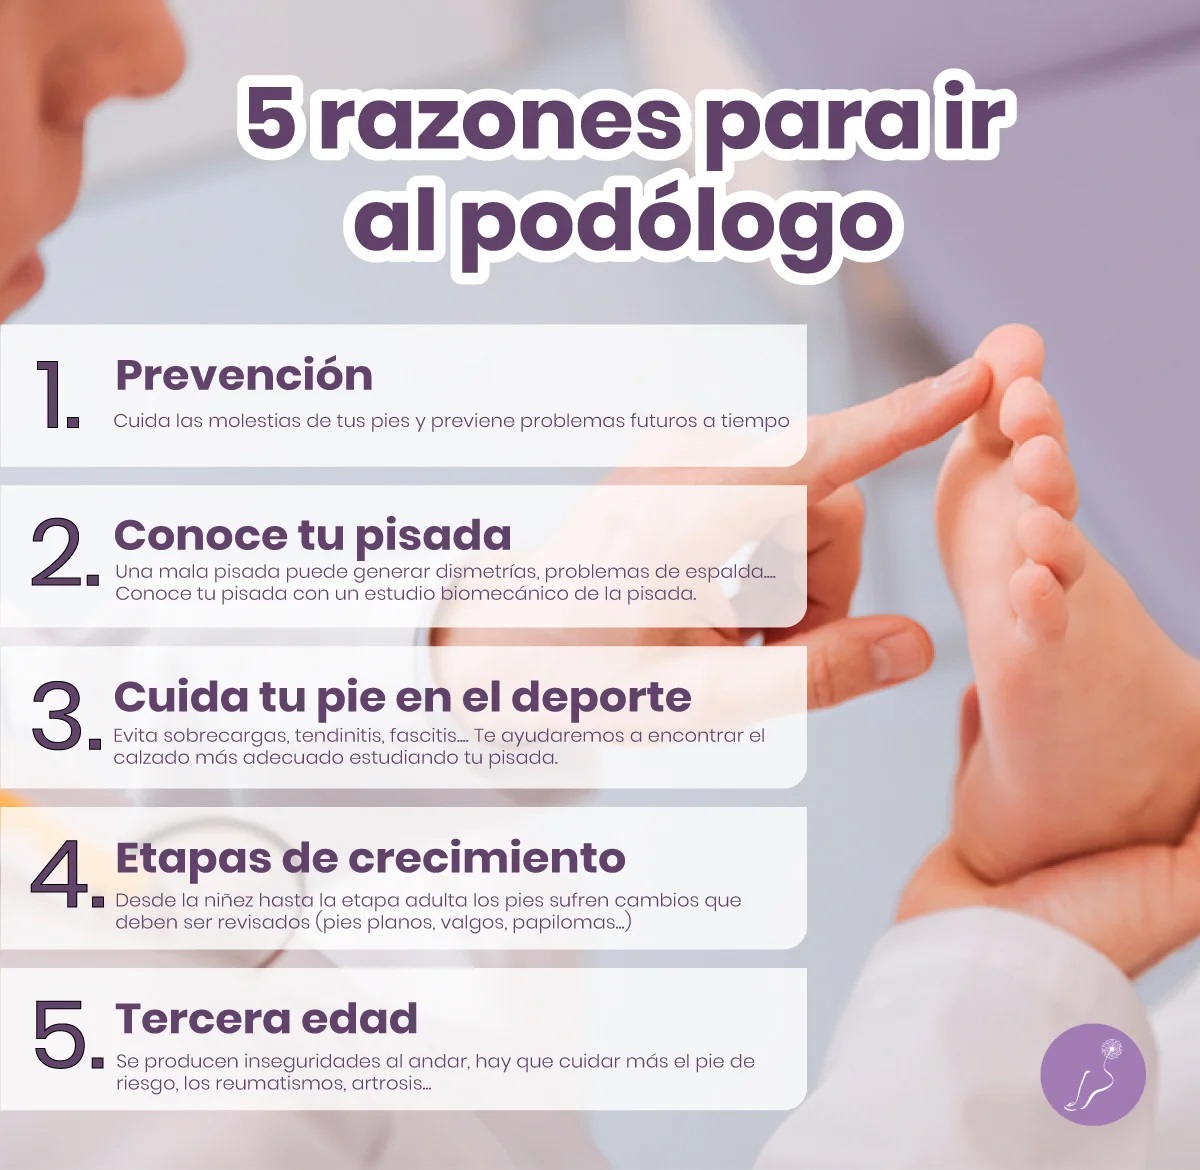 5 razones para ir
al podólogo
1. Prevención
Cuida las molestias de tus pies y previene problemas futuros a tiempo
2. Conoce tu pisada
Una mala pisada puede generar dismetrías, problemas de espalda....
Conoce tu pisada con un estudio biomecánico de la pisada.
3. Cuida tu pie en el deporte
Evita sobrecargas, tendinitis, fascitis.... Te ayudaremos a encontrar el
calzado más adecuado estudiando tu pisada.
4. Etapas de crecimiento
Desde la niñez hasta la etapa adulta los pies sufren cambios que
deben ser revisados (pies planos, valgos, papilomas...)
5. Tercera edad
Se producen inseguridades al andar, hay que cuidar más el pie de
riesgo, los reumatismos, artrosis...